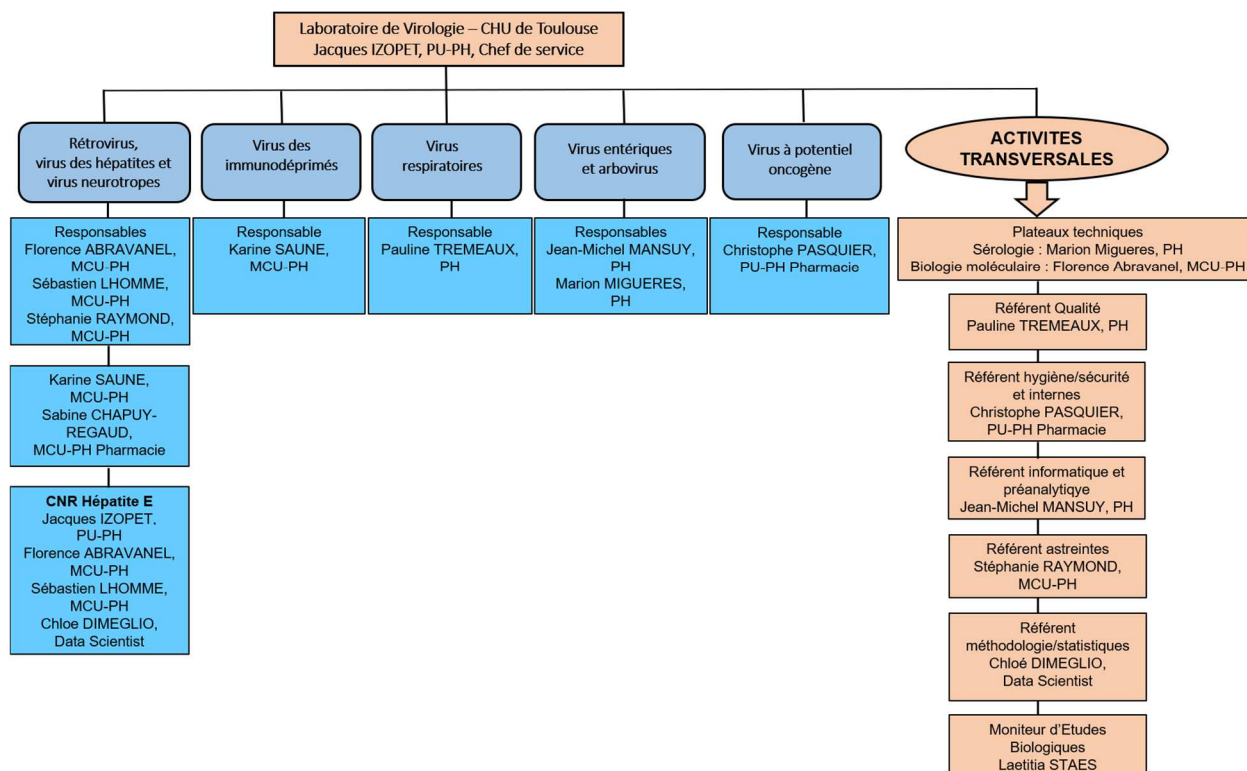 Laboratoire de Virologie – CHU de Toulouse
Jacques IZOPET, PU-PH, Chef de service
Rétrovirus,
virus des hépatites et
virus neurotropes
Virus des
immunodéprimés
Virus
respiratoires
Virus entériques
et arbovirus
Virus à potentiel
oncogène
ACTIVITES
TRANSVERSALES
Responsables
Florence ABRAVANEL,
MCU-PH
Sébastien LHOMME,
MCU-PH
Stéphanie RAYMOND,
MCU-PH
Karine SAUNE,
MCU-PH
Sabine CHAPUY-
REGAUD,
MCU-PH Pharmacie
CNR Hépatite E
Jacques IZOPET,
PU-PH
Florence ABRAVANEL,
MCU-PH
Sébastien LHOMME,
MCU-PH
Chloe DIMEGLIO,
Data Scientist
Responsable
Karine SAUNE,
MCU-PH
Responsable
Pauline TREMEAUX,
PH
Responsables
Jean-Michel MANSUY,
PH
Marion MIGUERES,
PH
Responsable
Christophe PASQUIER,
PU-PH Pharmacie
Plateaux techniques
Sérologie : Marion Migueres, PH
Biologie moléculaire : Florence Abravanel, MCU-PH
Référent Qualité
Pauline TREMEAUX, PH
Référent hygiène/sécurité
et internes
Christophe PASQUIER,
PU-PH Pharmacie
Référent informatique et
préanalytiqye
Jean-Michel MANSUY, PH
Référent astreintes
Stéphanie RAYMOND,
MCU-PH
Référent
méthodologie/statistiques
Chloé DIMEGLIO,
Data Scientist
Moniteur d'Etudes
Biologiques
Laetitia STAES